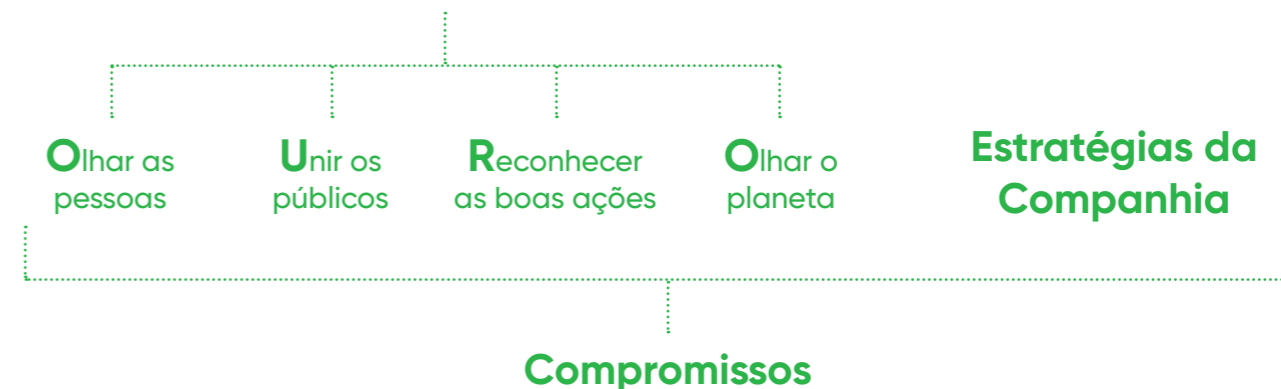 Olhar as
pessoas
Unir os
públicos
Reconhecer
as boas ações
Olhar o
planeta
Estratégias da
Companhia
Compromissos